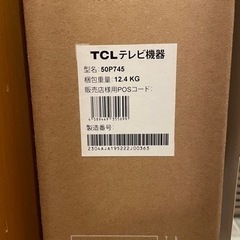 TCLテレビ機器
型名: 50P745
梱包重量: 12.4 KG
販売店様用POSコード:
製造番号: